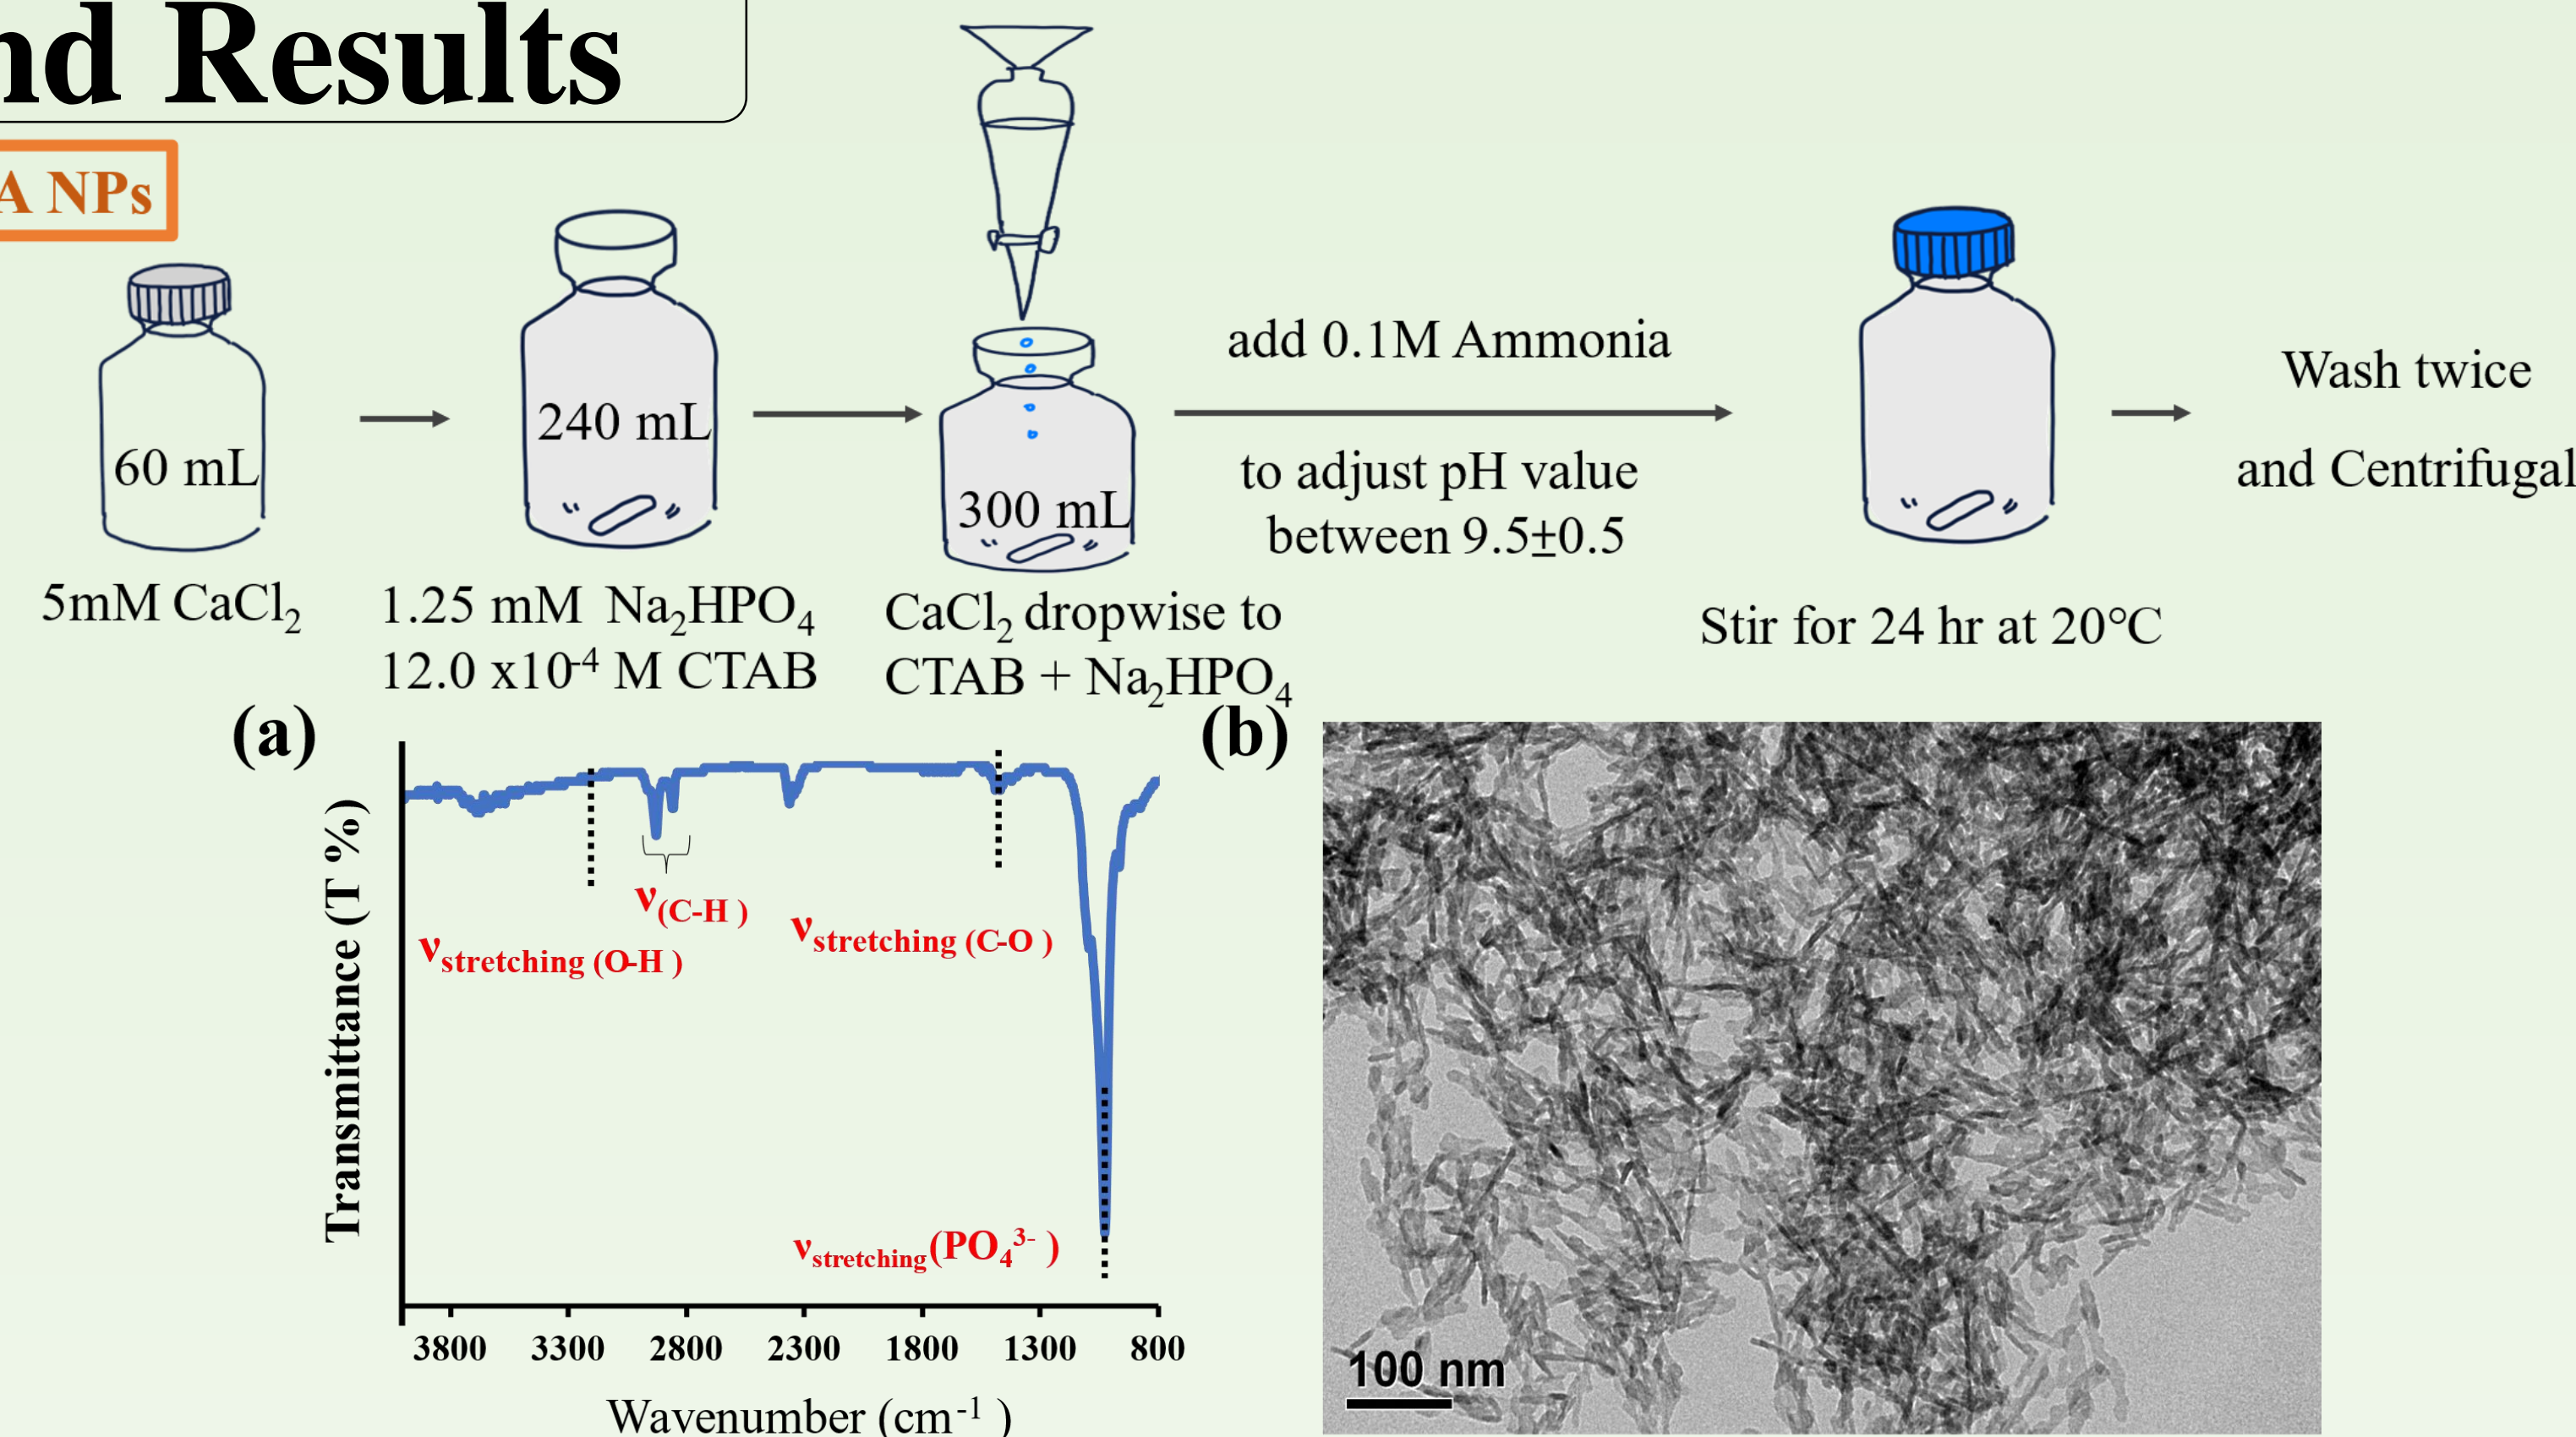 nd Results
A NPs
60 mL
240 mL
300 mL
add 0.1M Ammonia
to adjust pH value
between 9.5±0.5
Wash twice
and Centrifugal
5mM CaCl₂
1.25 mM Na₂HPO₄
12.0 x10⁻⁴ M CTAB
CaCl₂ dropwise to
CTAB + Na₂HPO₄
Stir for 24 hr at 20°C
(a)
Transmittance (T %)
ν(C-H )
νstretching (O-H )
νstretching (C-O )
νstretching(PO₄³⁻ )
3800 3300 2800 2300 1800 1300 800
Wavenumber (cm⁻¹ )
(b)
100 nm